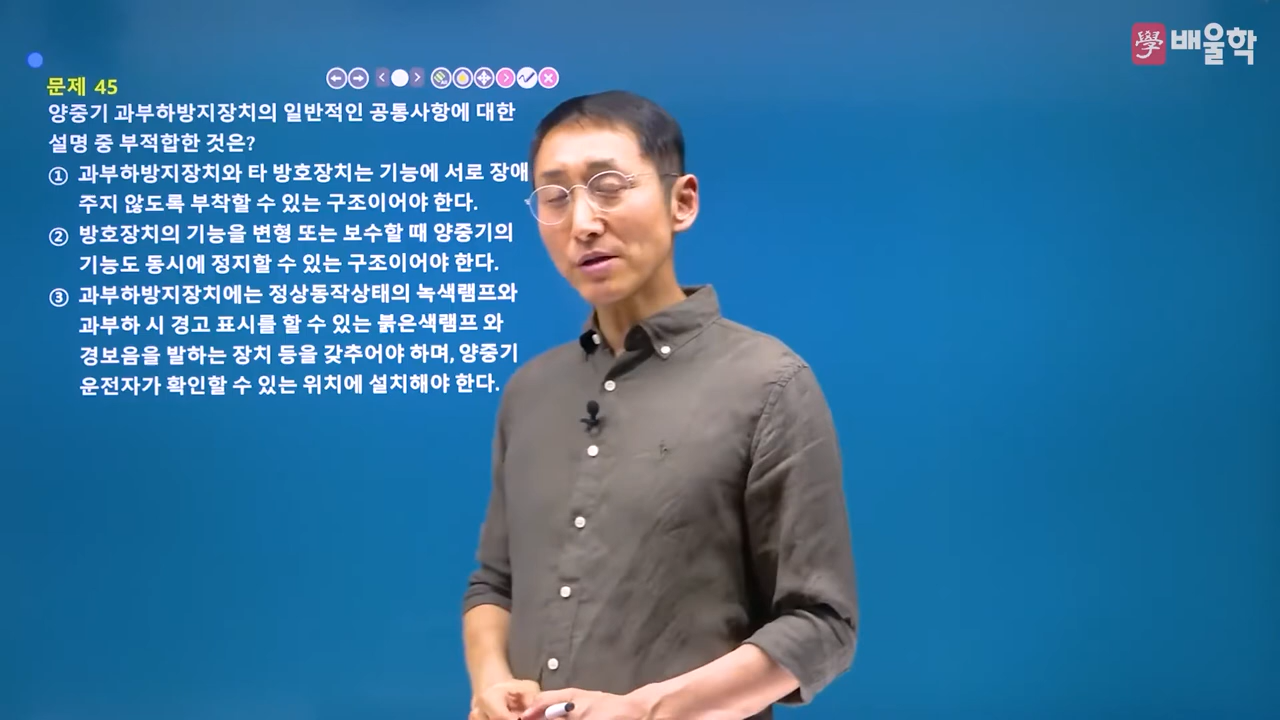 學 배울학
문제 45
양중기 과부하방지장치의 일반적인 공통사항에 대한
설명 중 부적합한 것은?
① 과부하방지장치와 타 방호장치는 기능에 서로 장애
주지 않도록 부착할 수 있는 구조이어야 한다.
② 방호장치의 기능을 변형 또는 보수할 때 양중기의
기능도 동시에 정지할 수 있는 구조이어야 한다.
③ 과부하방지장치에는 정상동작상태의 녹색램프와
과부하 시 경고 표시를 할 수 있는 붉은색램프 와
경보음을 발하는 장치 등을 갖추어야 하며, 양중기
운전자가 확인할 수 있는 위치에 설치해야 한다.